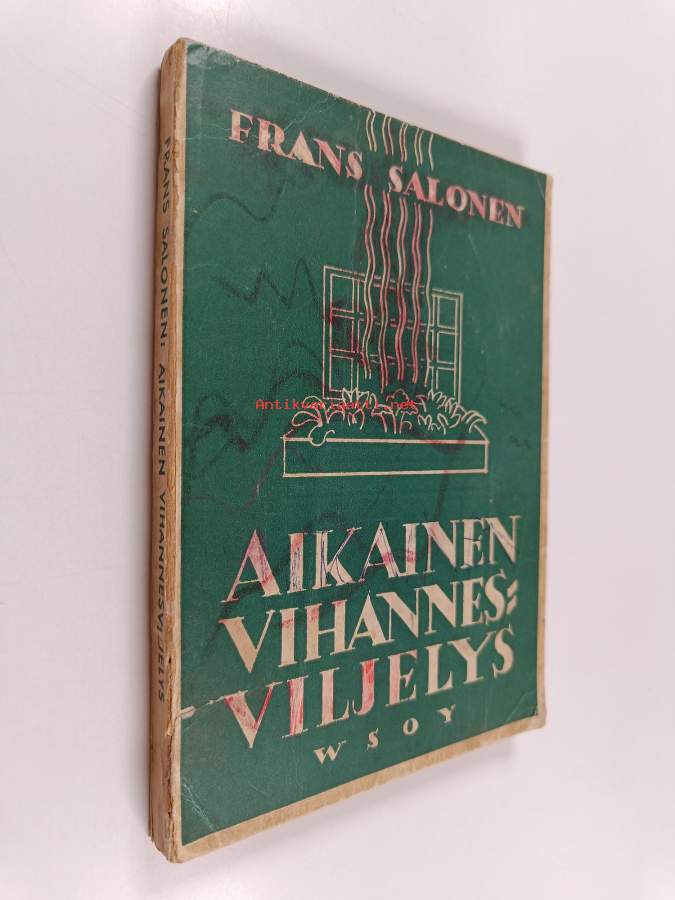 FRANS SALONEN
AIKAINEN
VIHANNES=
VILJELYS
WSOY
FRANS SALONEN: AIKAINEN VIHANNESVILJELYS
Antikvariaatti.net